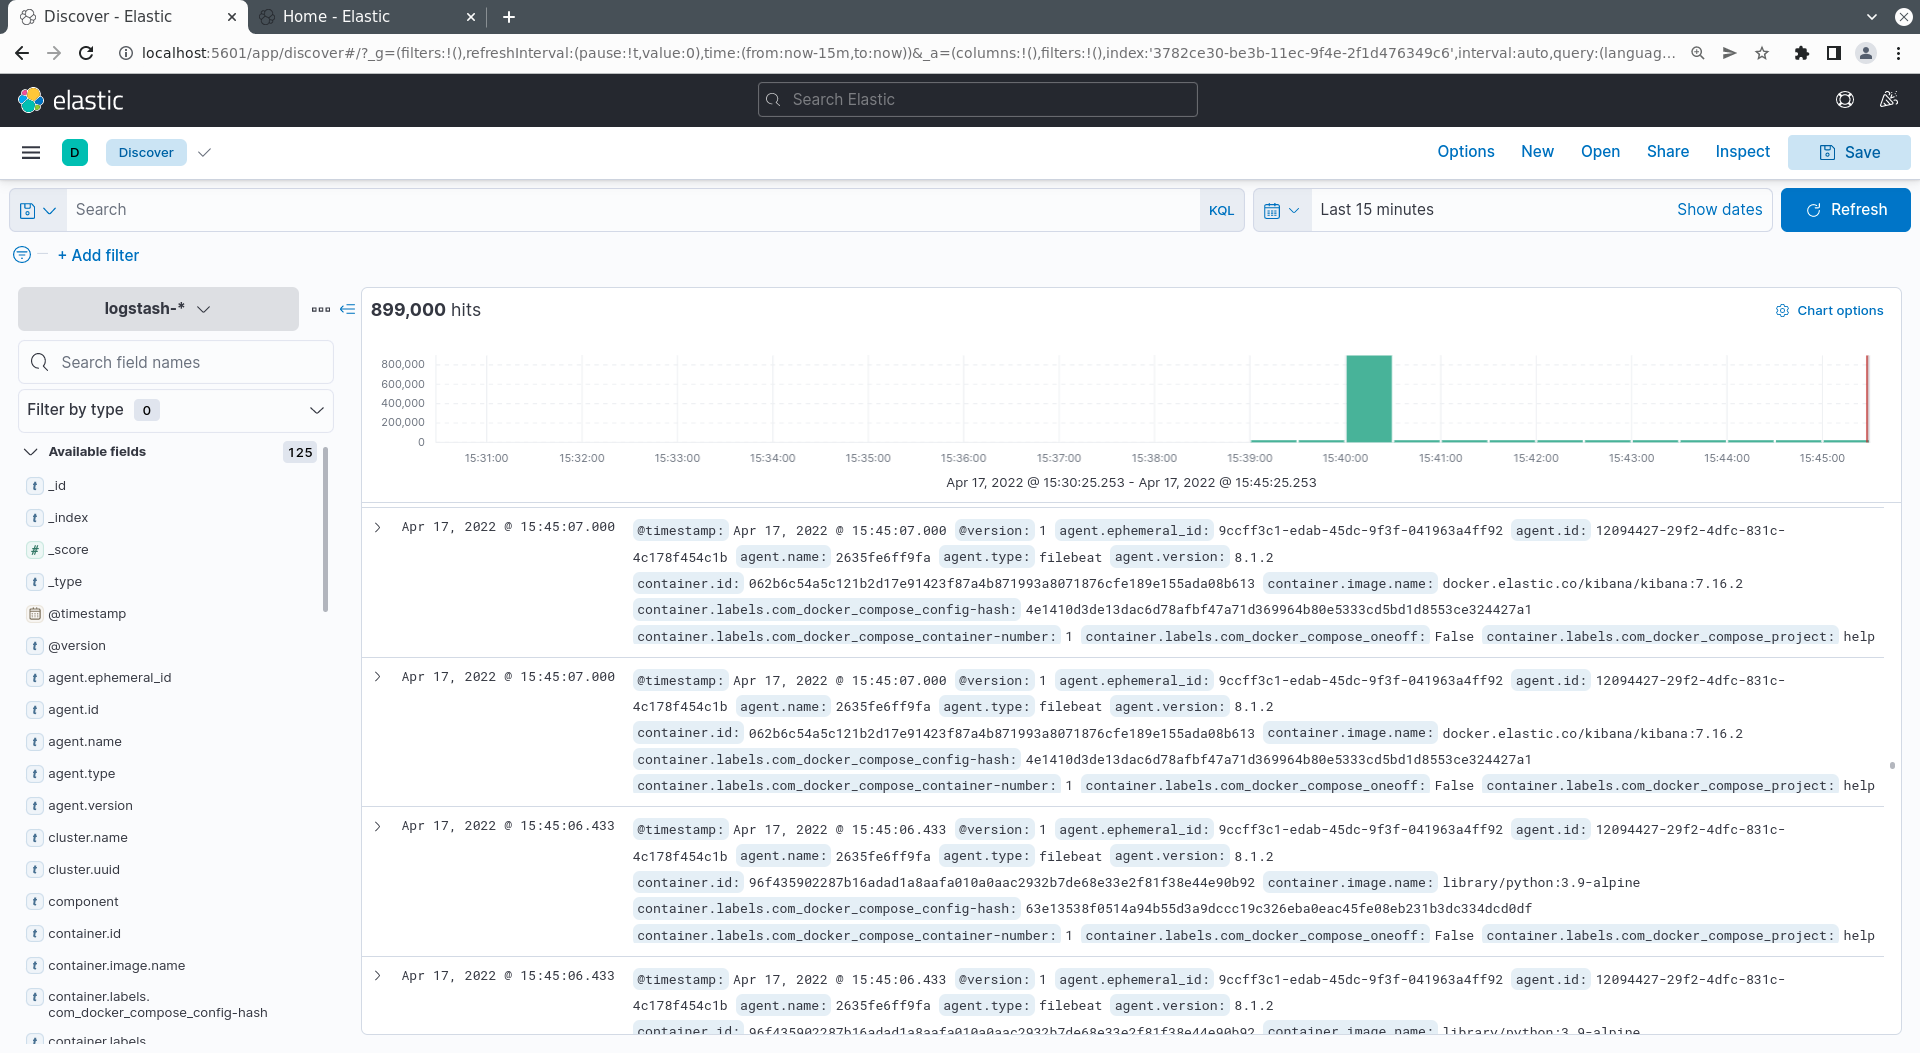 Discover - Elastic
Home - Elastic
localhost:5601/app/discover#/?_g=(filters:!(),refreshInterval:(pause:!t,value:0),time:(from:now-15m,to:now))&_a=(columns:!(),filters:!(),index:'3782ce30-be3b-11ec-9f4e-2f1d476349c6',interval:auto,query:(languag...
elastic
Search Elastic
D
Discover
Options
New
Open
Share
Inspect
Save
Search
KQL
Last 15 minutes
Show dates
Refresh
+ Add filter
logstash-*
Search field names
Filter by type 0
Available fields 125
t _id
t _index
# _score
t _type
@timestamp
t @version
t agent.ephemeral_id
t agent.id
t agent.name
t agent.type
t agent.version
t cluster.name
t cluster.uuid
t component
t container.id
t container.image.name
t container.labels.
com_docker_compose_config-hash
container.labels.
899,000 hits
Chart options
800,000
600,000
400,000
200,000
0
15:31:00 15:32:00 15:33:00 15:34:00 15:35:00 15:36:00 15:37:00 15:38:00 15:39:00 15:40:00 15:41:00 15:42:00 15:43:00 15:44:00 15:45:00
Apr 17, 2022 @ 15:30:25.253 - Apr 17, 2022 @ 15:45:25.253
Apr 17, 2022 @ 15:45:07.000 @timestamp: Apr 17, 2022 @ 15:45:07.000 @version: 1 agent.ephemeral_id: 9ccff3c1-edab-45dc-9f3f-041963a4ff92 agent.id: 12094427-29f2-4dfc-831c-
4c178f454c1b agent.name: 2635fe6ff9fa agent.type: filebeat agent.version: 8.1.2
container.id: 062b6c54a5c121b2d17e91423f87a4b871993a8071876cfe189e155ada08b613 container.image.name: docker.elastic.co/kibana/kibana:7.16.2
container.labels.com_docker_compose_config-hash: 4e1410d3de13dac6d78afbf47a71d369964b80e5333cd5bd1d8553ce324427a1
container.labels.com_docker_compose_container-number: 1 container.labels.com_docker_compose_oneoff: False container.labels.com_docker_compose_project: help
Apr 17, 2022 @ 15:45:07.000 @timestamp: Apr 17, 2022 @ 15:45:07.000 @version: 1 agent.ephemeral_id: 9ccff3c1-edab-45dc-9f3f-041963a4ff92 agent.id: 12094427-29f2-4dfc-831c-
4c178f454c1b agent.name: 2635fe6ff9fa agent.type: filebeat agent.version: 8.1.2
container.id: 062b6c54a5c121b2d17e91423f87a4b871993a8071876cfe189e155ada08b613 container.image.name: docker.elastic.co/kibana/kibana:7.16.2
container.labels.com_docker_compose_config-hash: 4e1410d3de13dac6d78afbf47a71d369964b80e5333cd5bd1d8553ce324427a1
container.labels.com_docker_compose_container-number: 1 container.labels.com_docker_compose_oneoff: False container.labels.com_docker_compose_project: help
Apr 17, 2022 @ 15:45:06.433 @timestamp: Apr 17, 2022 @ 15:45:06.433 @version: 1 agent.ephemeral_id: 9ccff3c1-edab-45dc-9f3f-041963a4ff92 agent.id: 12094427-29f2-4dfc-831c-
4c178f454c1b agent.name: 2635fe6ff9fa agent.type: filebeat agent.version: 8.1.2
container.id: 96f435902287b16adad1a8aafa010a0aac2932b7de68e33e2f81f38e44e90b92 container.image.name: library/python:3.9-alpine
container.labels.com_docker_compose_config-hash: 63e13538f0514a94b55d3a9dccc19c326eba0eac45fe08eb231b3dc334dcd0df
container.labels.com_docker_compose_container-number: 1 container.labels.com_docker_compose_oneoff: False container.labels.com_docker_compose_project: help
Apr 17, 2022 @ 15:45:06.433 @timestamp: Apr 17, 2022 @ 15:45:06.433 @version: 1 agent.ephemeral_id: 9ccff3c1-edab-45dc-9f3f-041963a4ff92 agent.id: 12094427-29f2-4dfc-831c-
4c178f454c1b agent.name: 2635fe6ff9fa agent.type: filebeat agent.version: 8.1.2
container.id: 96f435902287b16adad1a8aafa010a0aac2932b7de68e33e2f81f38e44e90b92 container.image.name: library/python:3.9-alpine